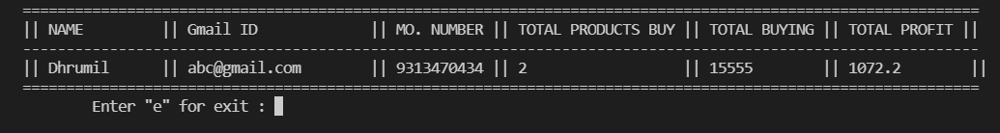 ==============================================================================================================
|| NAME         || Gmail ID             || MO. NUMBER || TOTAL PRODUCTS BUY || TOTAL BUYING || TOTAL PROFIT ||
--------------------------------------------------------------------------------------------------------------
|| Dhrumil      || abc@gmail.com        || 9313470434 || 2                  || 15555        || 1072.2        ||
==============================================================================================================
Enter "e" for exit :